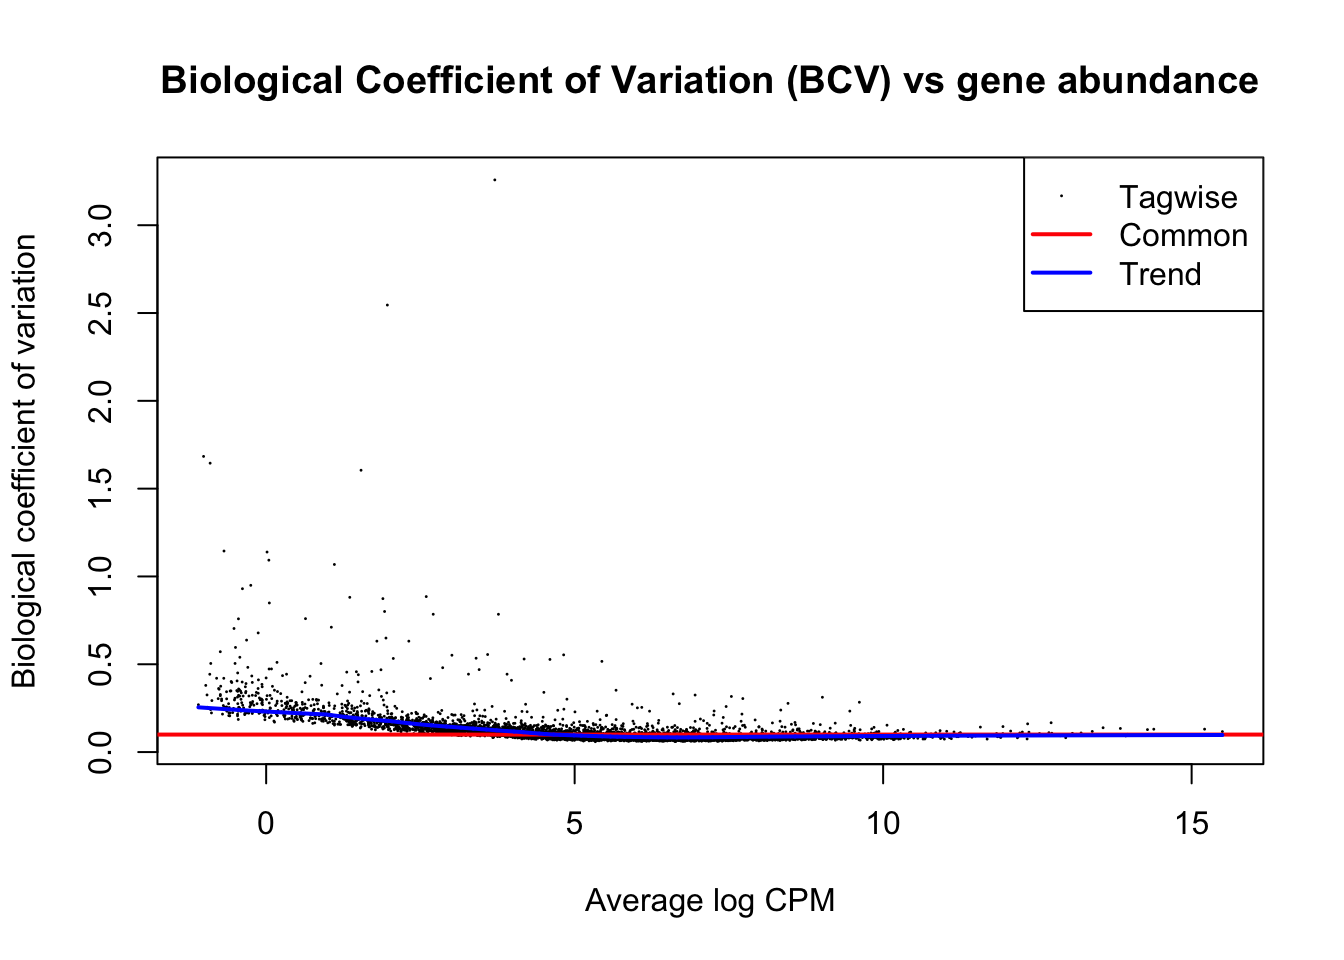 Biological Coefficient of Variation (BCV) vs gene abundance
Tagwise
Common
Trend
Biological coefficient of variation
3.0
2.5
2.0
1.5
1.0
0.5
0.0
0 5 10 15
Average log CPM